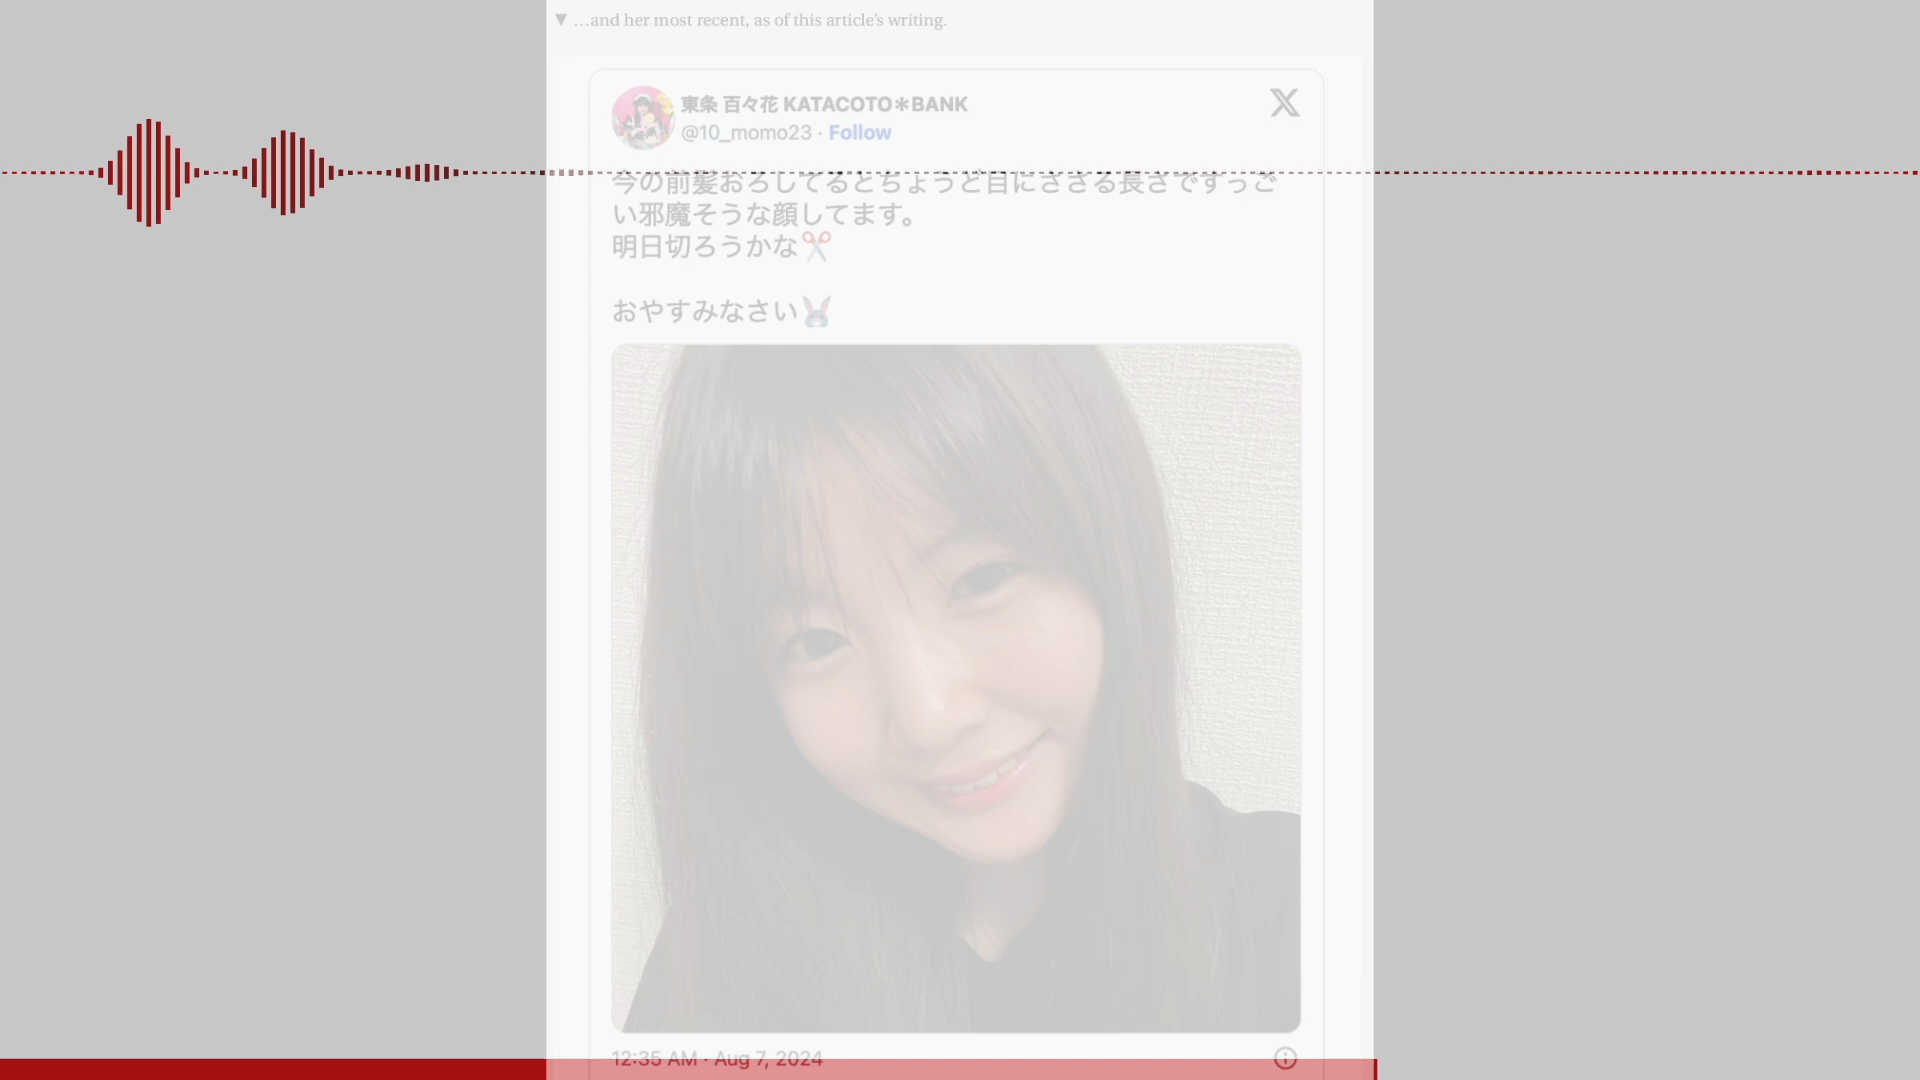 ▼ …and her most recent, as of this article's writing.
東条 百々花 KATACOTO＊BANK
@10_momo23 · Follow
今の前髪おろしてるとちょうど目にささる長さですっご
い邪魔そうな顔してます。
明日切ろうかな✂️
おやすみなさい🐰
12:35 AM · Aug 7, 2024